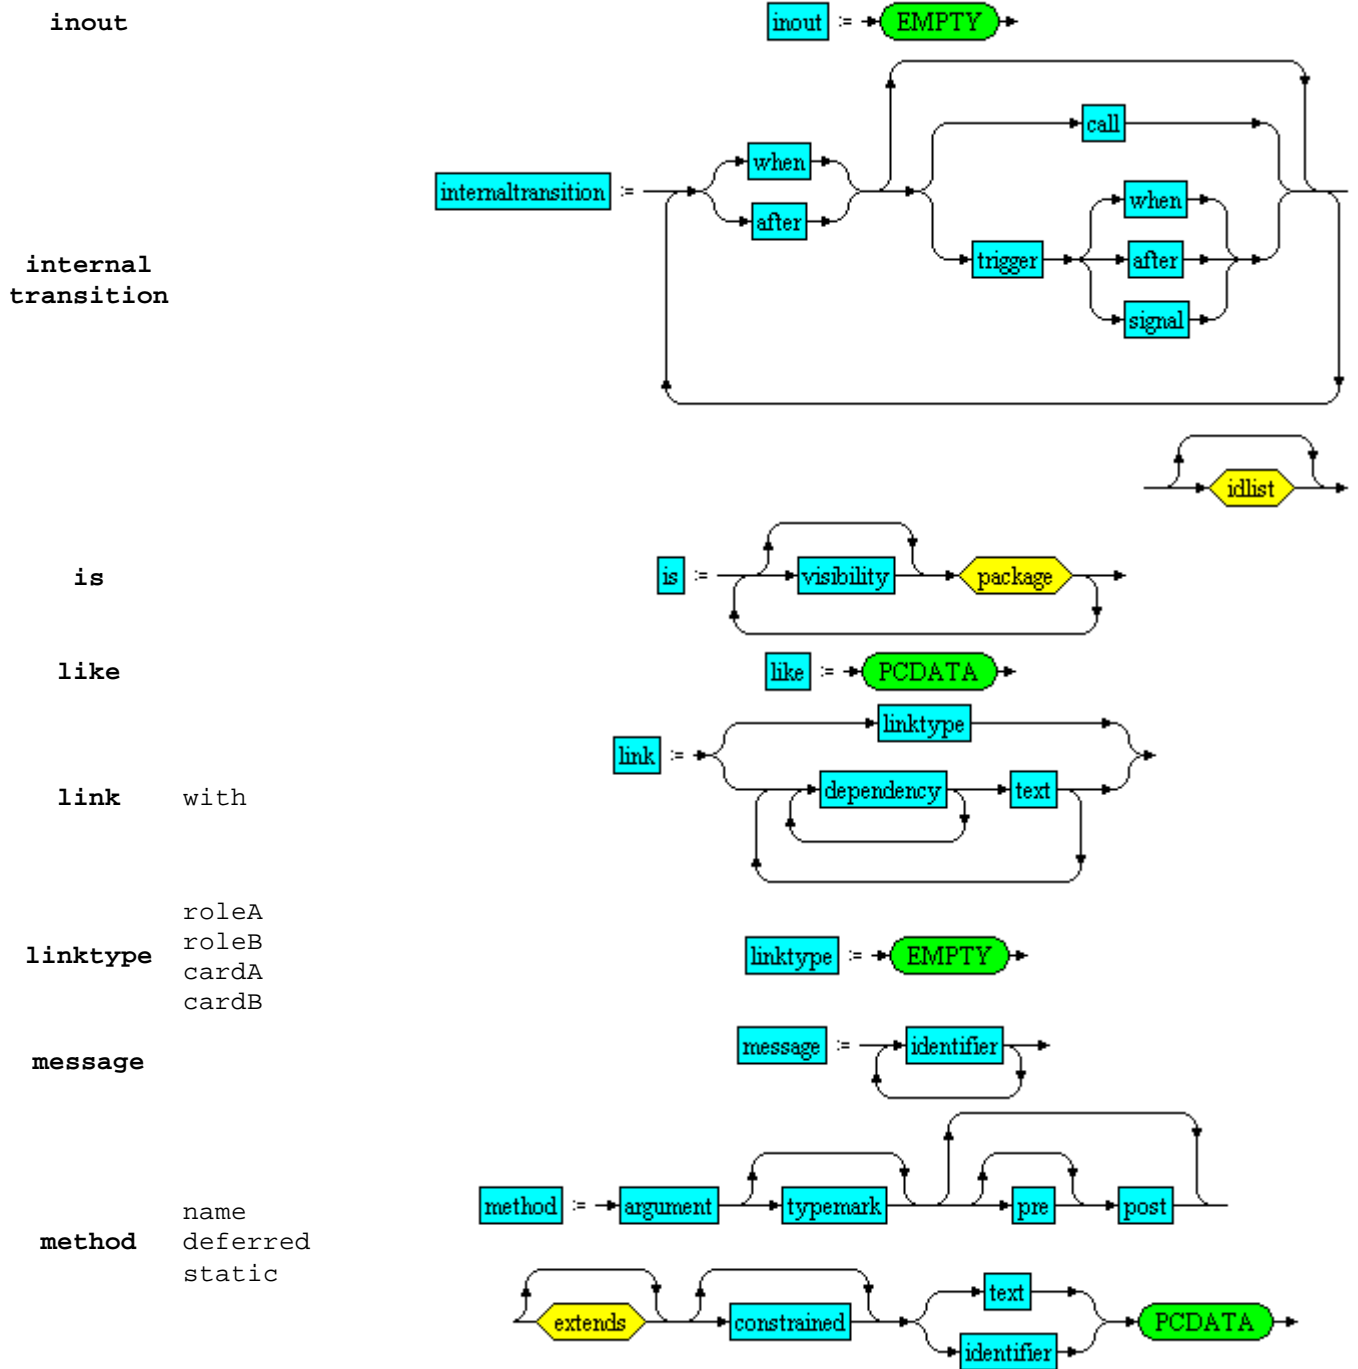 inout inout := EMPTY
call
when
when
internaltransition :=
after
internal
trigger after
transition
signal
idlist
is is := visibility package
like like := PCDATA
linktype
link :=
link with dependency text
roleA
roleB
linktype linktype := EMPTY
cardA
cardB
message message := identifier
method := argument typemark pre post
name
method deferred
static
text
extends constrained PCDATA
identifier